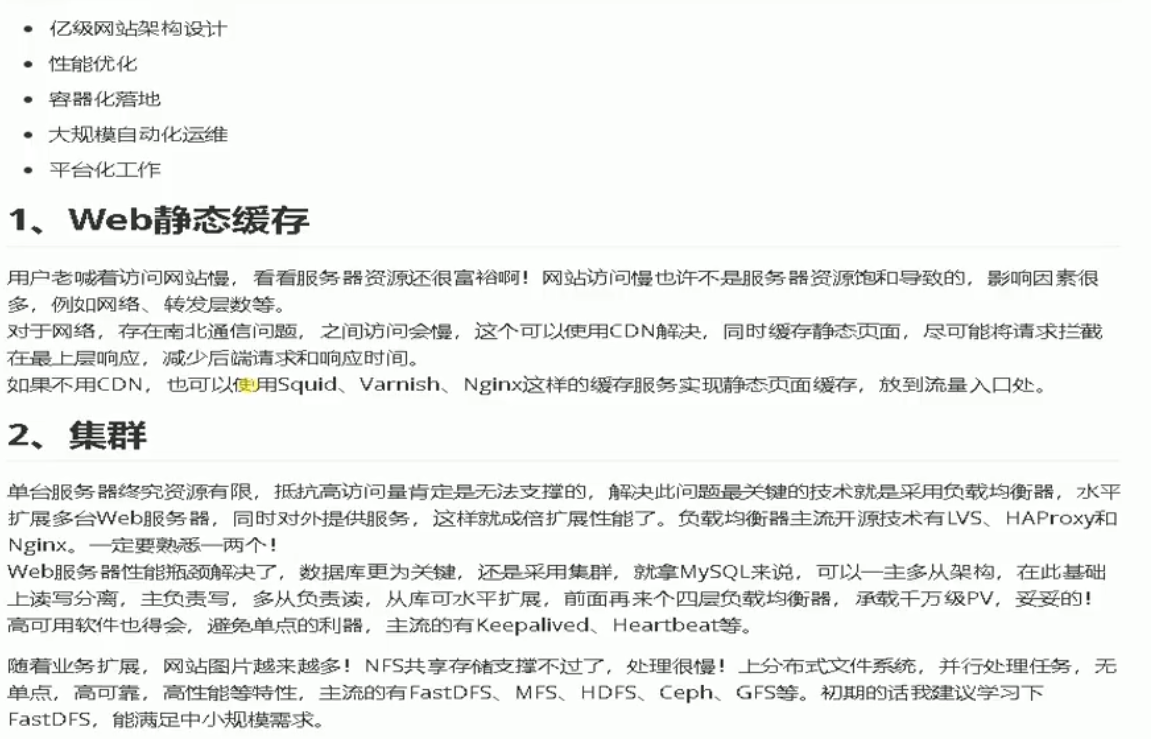 • 亿级网站架构设计
• 性能优化
• 容器化落地
• 大规模自动化运维
• 平台化工作
1、Web静态缓存
用户老喊着访问网站慢，看看服务器资源还很富裕啊！网站访问慢也许不是服务器资源饱和导致的，影响因素很
多，例如网络、转发层数等。
对于网络，存在南北通信问题，之间访问会慢，这个可以使用CDN解决，同时缓存静态页面，尽可能将请求拦截
在最上层响应，减少后端请求和响应时间。
如果不用CDN，也可以使用Squid、Varnish、Nginx这样的缓存服务实现静态页面缓存，放到流量入口处。
2、集群
单台服务器终究资源有限，抵抗高访问量肯定是无法支撑的，解决此问题最关键的技术就是采用负载均衡器，水平
扩展多台Web服务器，同时对外提供服务，这样就成倍扩展性能了。负载均衡器主流开源技术有LVS、HAProxy和
Nginx。一定要熟悉一两个！
Web服务器性能瓶颈解决了，数据库更为关键，还是采用集群，就拿MySQL来说，可以一主多从架构，在此基础
上读写分离，主负责写，多从负责读，从库可水平扩展，前面再来个四层负载均衡器，承载千万级PV，妥妥的！
高可用软件也得会，避免单点的利器，主流的有Keepalived、Heartbeat等。
随着业务扩展，网站图片越来越多！NFS共享存储支撑不过了，处理很慢！上分布式文件系统，并行处理任务，无
单点，高可靠，高性能等特性，主流的有FastDFS、MFS、HDFS、Ceph、GFS等。初期的话我建议学习下
FastDFS，能满足中小规模需求。